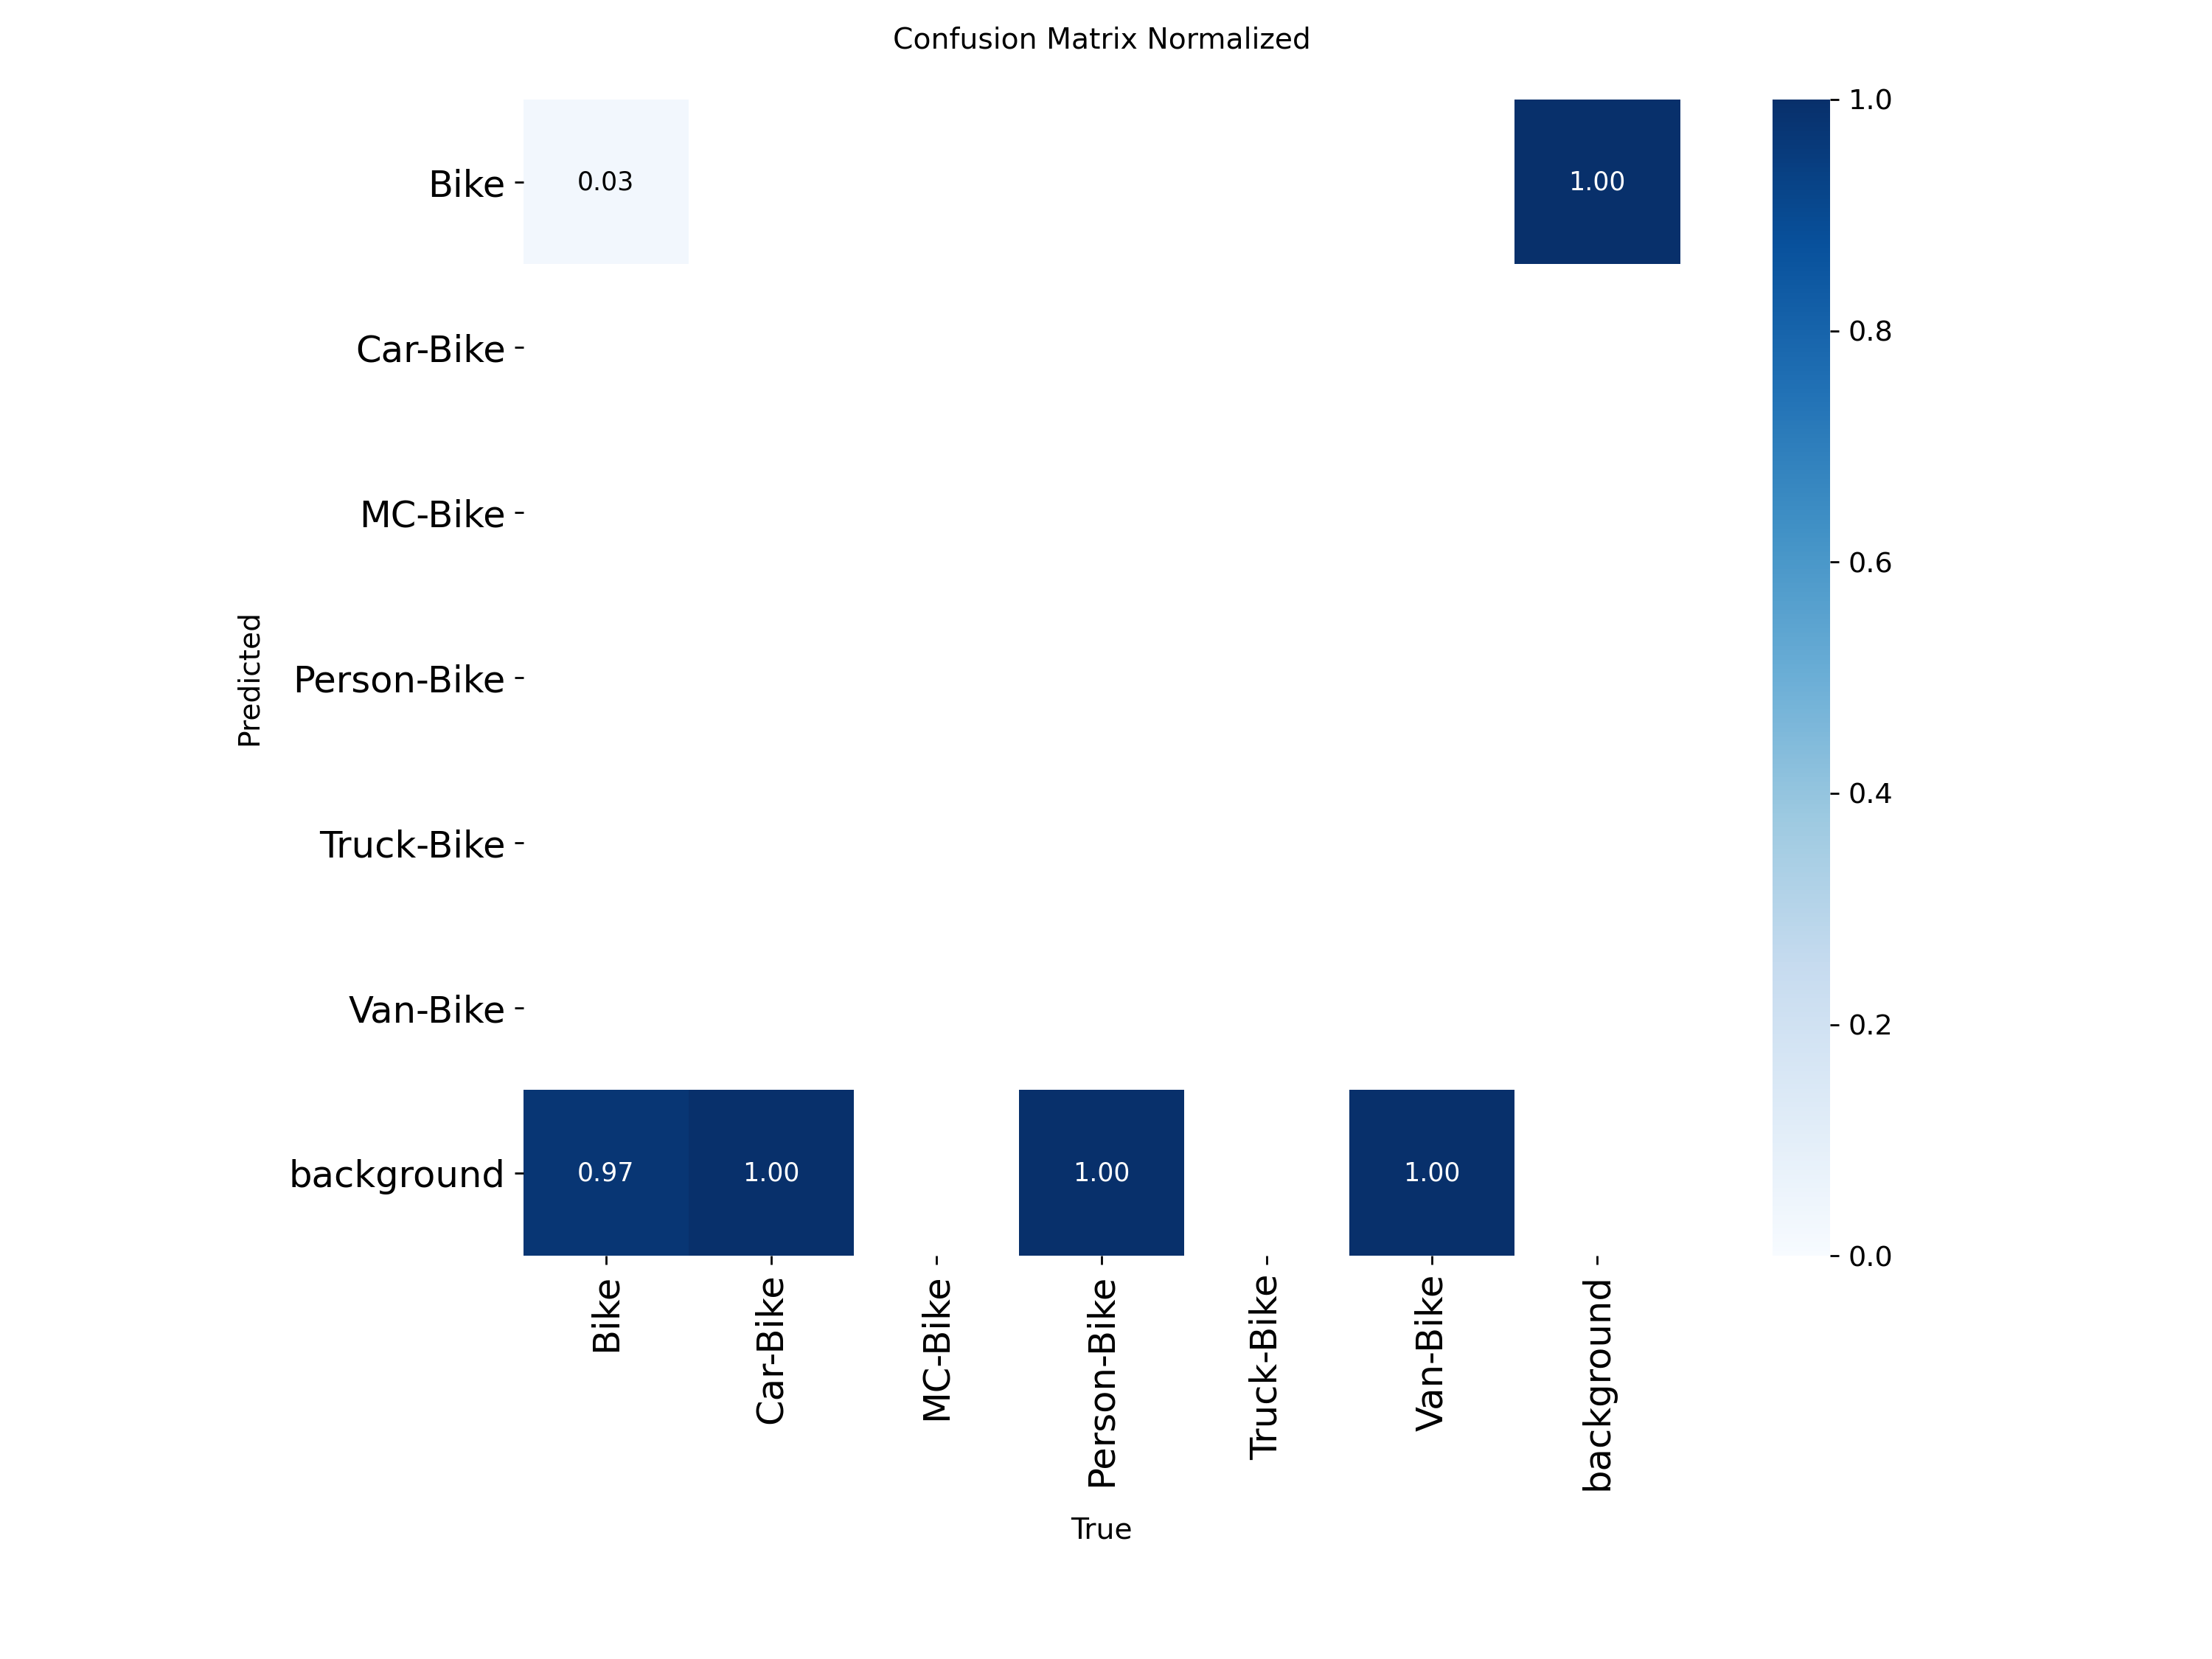 Confusion Matrix Normalized
Predicted
Bike
Car-Bike
MC-Bike
Person-Bike
Truck-Bike
Van-Bike
background
0.03
1.00
0.97
1.00
1.00
1.00
Bike
Car-Bike
MC-Bike
Person-Bike
Truck-Bike
Van-Bike
background
True
1.0
0.8
0.6
0.4
0.2
0.0